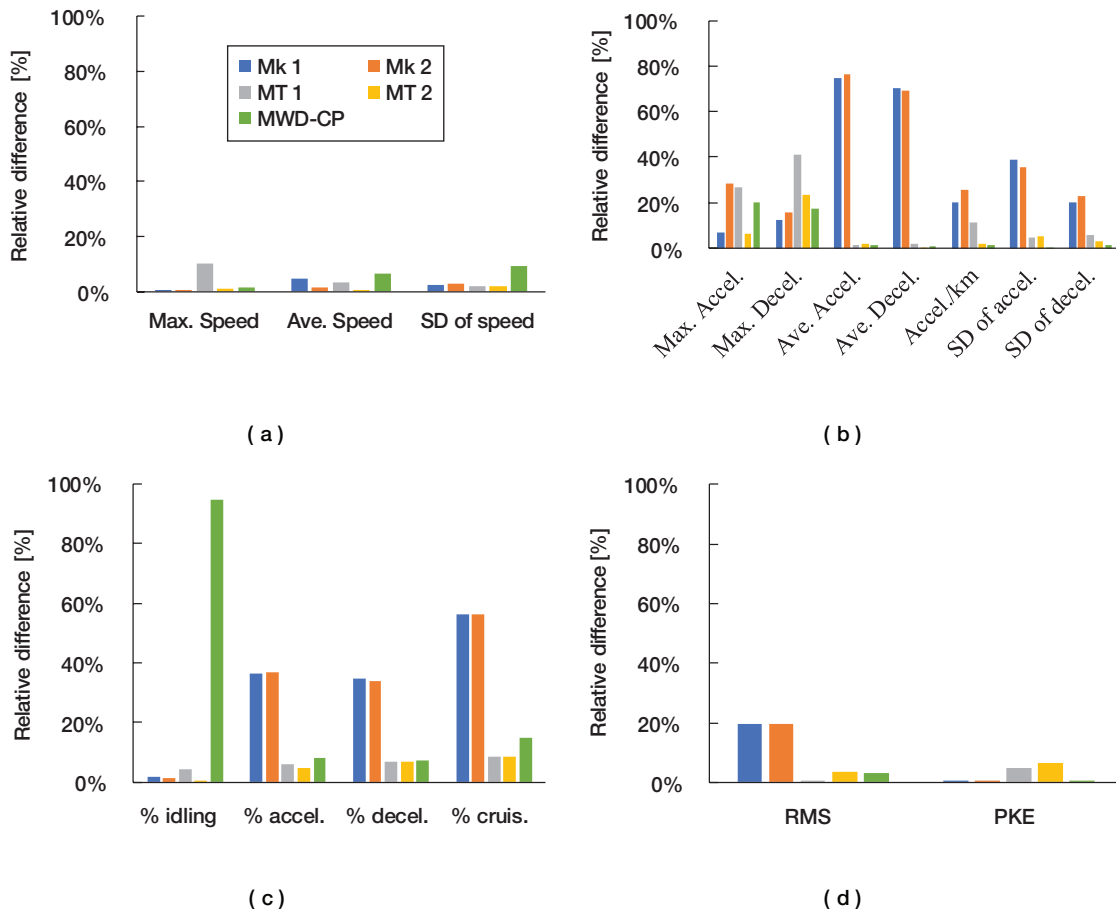 100%
80%
60%
40%
20%
0%
Relative difference [%]
Mk 1 Mk 2
MT 1 MT 2
MWD-CP
Max. Speed Ave. Speed SD of speed
( a )
100%
80%
60%
40%
20%
0%
Relative difference [%]
Max. Accel.
Max. Decel.
Ave. Accel.
Ave. Decel.
Accel./km
SD of accel.
SD of decel.
( b )
100%
80%
60%
40%
20%
0%
Relative difference [%]
% idling % accel. % decel. % cruis.
( c )
100%
80%
60%
40%
20%
0%
Relative difference [%]
RMS PKE
( d )